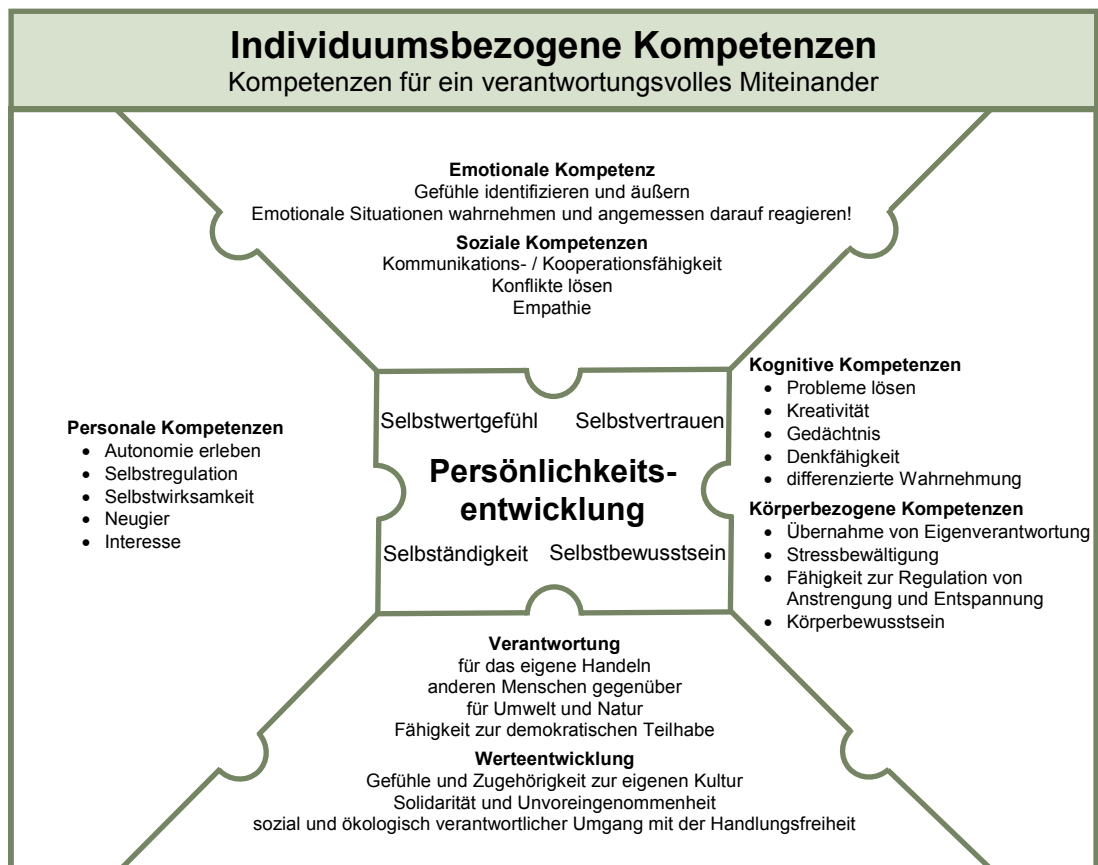 Individuumsbezogene Kompetenzen
Kompetenzen für ein verantwortungsvolles Miteinander
Emotionale Kompetenz
Gefühle identifizieren und äußern
Emotionale Situationen wahrnehmen und angemessen darauf reagieren!
Soziale Kompetenzen
Kommunikations- / Kooperationsfähigkeit
Konflikte lösen
Empathie
Personale Kompetenzen
• Autonomie erleben
• Selbstregulation
• Selbstwirksamkeit
• Neugier
• Interesse
Selbstwertgefühl Selbstvertrauen
Persönlichkeits-
entwicklung
Selbständigkeit Selbstbewusstsein
Kognitive Kompetenzen
• Probleme lösen
• Kreativität
• Gedächtnis
• Denkfähigkeit
• differenzierte Wahrnehmung
Körperbezogene Kompetenzen
• Übernahme von Eigenverantwortung
• Stressbewältigung
• Fähigkeit zur Regulation von
Anstrengung und Entspannung
• Körperbewusstsein
Verantwortung
für das eigene Handeln
anderen Menschen gegenüber
für Umwelt und Natur
Fähigkeit zur demokratischen Teilhabe
Werteentwicklung
Gefühle und Zugehörigkeit zur eigenen Kultur
Solidarität und Unvoreingenommenheit
sozial und ökologisch verantwortlicher Umgang mit der Handlungsfreiheit